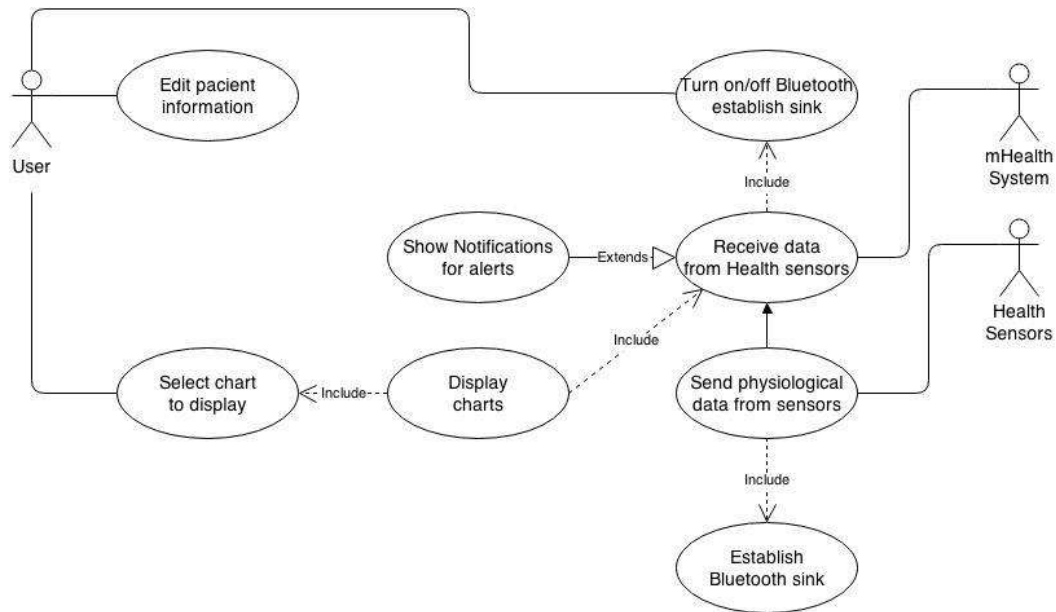 Edit pacient
information
Turn on/off Bluetooth
establish sink
User
mHealth
System
Include
Show Notifications
for alerts
Extends
Receive data
from Health sensors
Health
Sensors
Include
Select chart
to display
Include
Display
charts
Send physiological
data from sensors
Include
Establish
Bluetooth sink